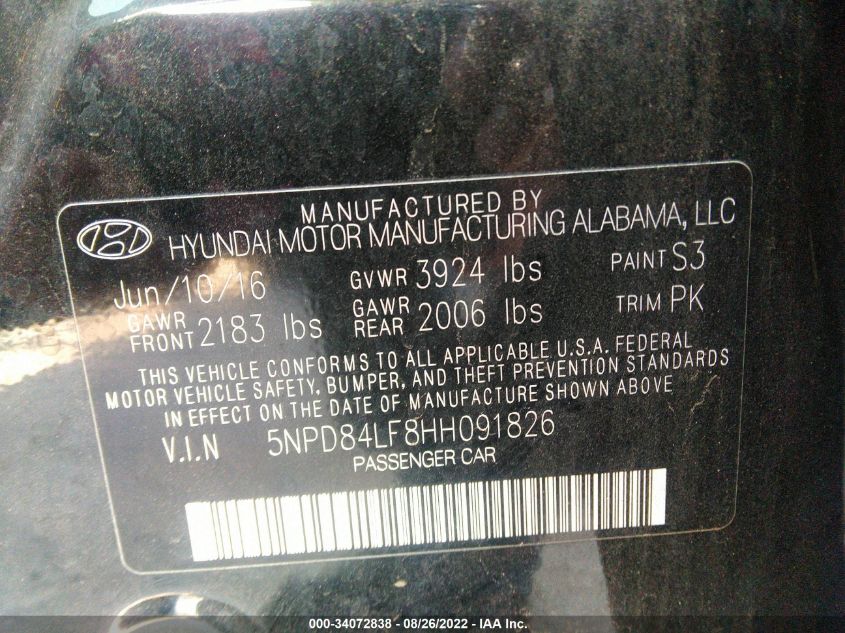 MANUFACTURED BY
HYUNDAI MOTOR MANUFACTURING ALABAMA, LLC
Jun/10/16 GVWR 3924 lbs PAINT S3
GAWR FRONT 2183 lbs GAWR REAR 2006 lbs TRIM PK
THIS VEHICLE CONFORMS TO ALL APPLICABLE U.S.A. FEDERAL
MOTOR VEHICLE SAFETY, BUMPER, AND THEFT PREVENTION STANDARDS
IN EFFECT ON THE DATE OF MANUFACTURE SHOWN ABOVE
V.I.N 5NPD84LF8HH091826
PASSENGER CAR
000-34072838 - 08/26/2022 - IAA Inc.